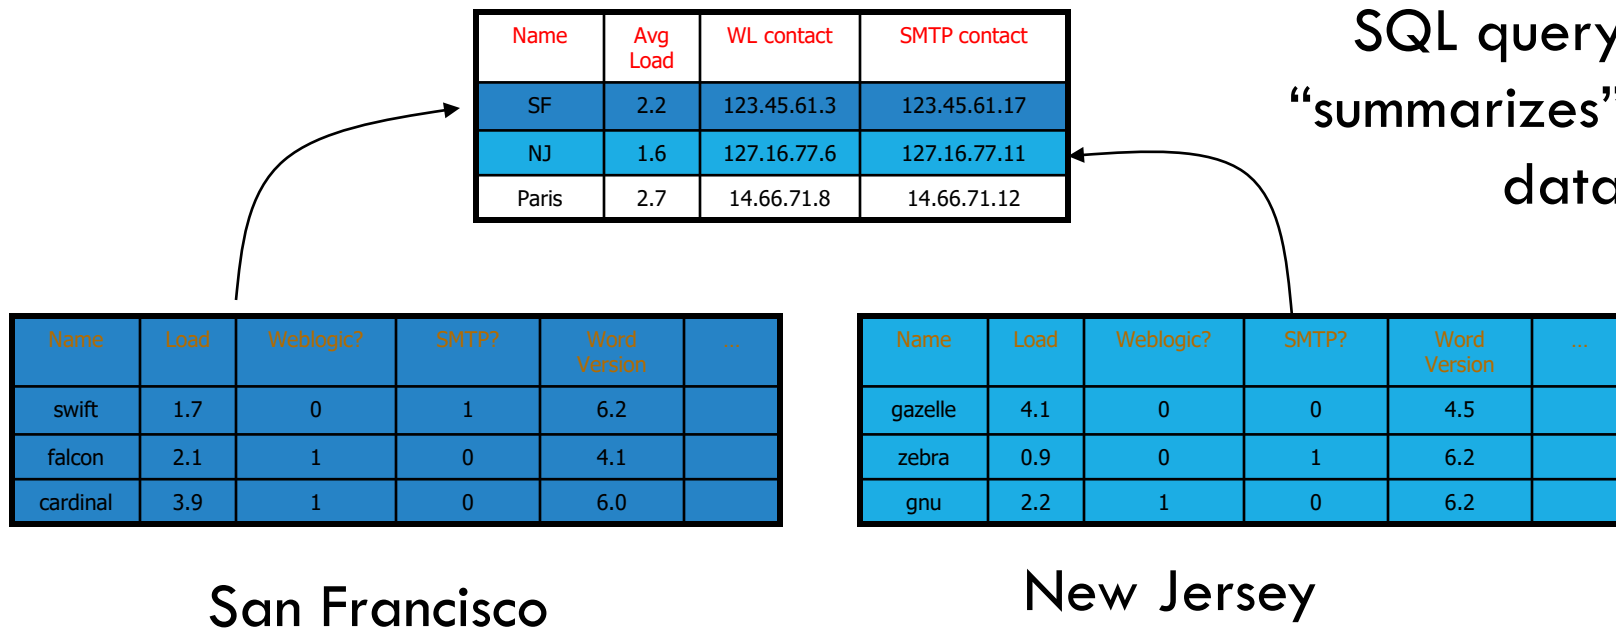 Name Avg Load WL contact SMTP contact
SF 2.2 123.45.61.3 123.45.61.17
NJ 1.6 127.16.77.6 127.16.77.11
Paris 2.7 14.66.71.8 14.66.71.12
SQL query
“summarizes”
data
Name Load Weblogic? SMTP? Word Version …
swift 1.7 0 1 6.2
falcon 2.1 1 0 4.1
cardinal 3.9 1 0 6.0
San Francisco
Name Load Weblogic? SMTP? Word Version …
gazelle 4.1 0 0 4.5
zebra 0.9 0 1 6.2
gnu 2.2 1 0 6.2
New Jersey